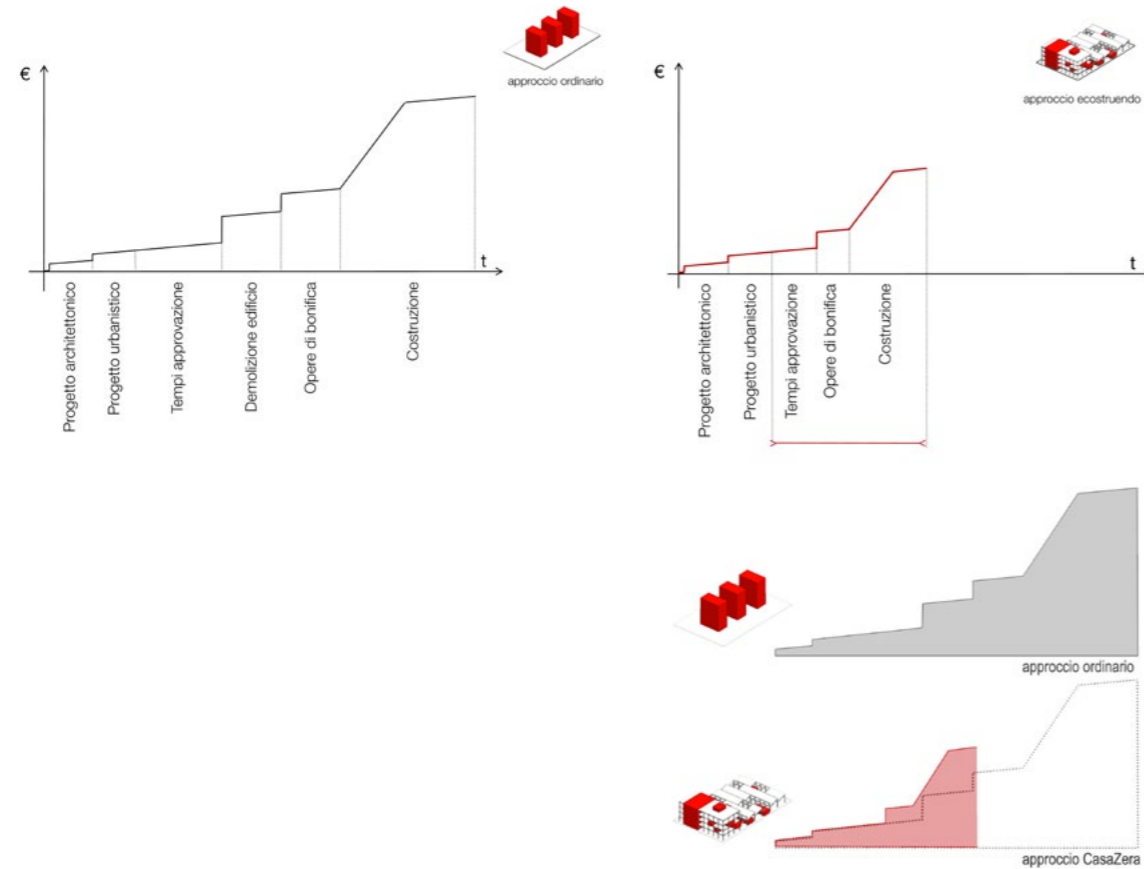 approccio ordinario
€
t
Progetto architettonico
Progetto urbanistico
Tempi approvazione
Demolizione edificio
Opere di bonifica
Costruzione
approccio ecostruendo
€
t
Progetto architettonico
Progetto urbanistico
Tempi approvazione
Opere di bonifica
Costruzione
approccio ordinario
approccio CasaZera